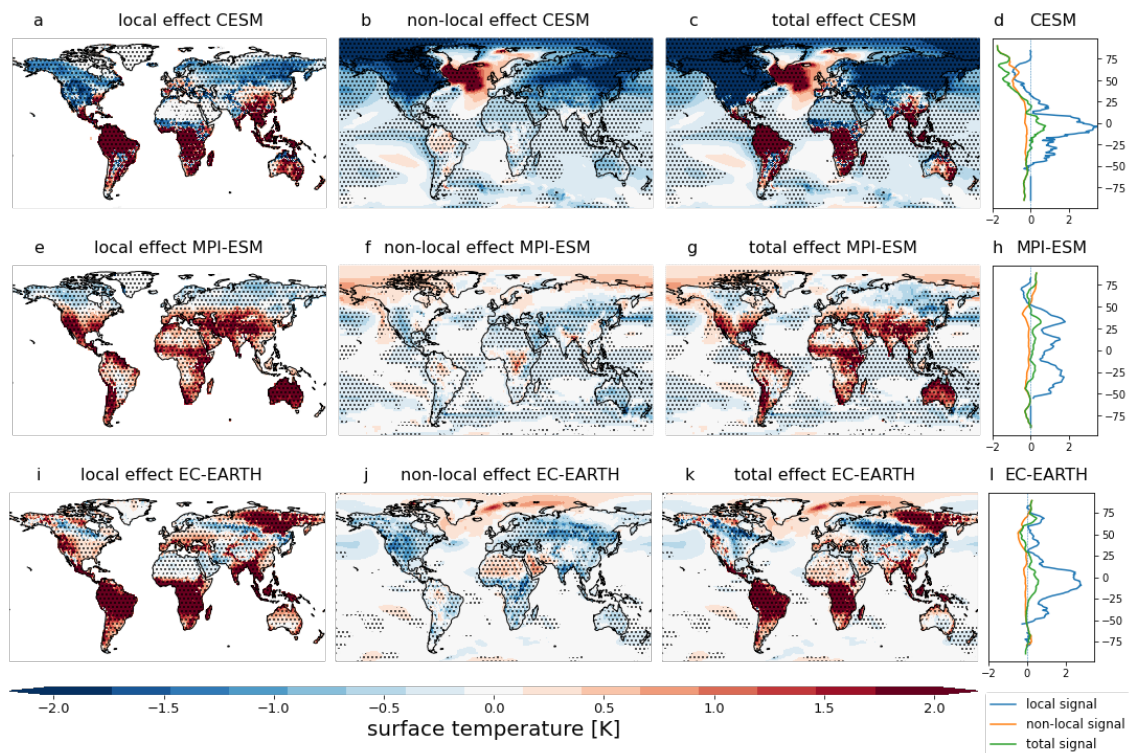 a local effect CESM b non-local effect CESM c total effect CESM d CESM
75
50
25
0
−25
−50
−75
−2 0 2
e local effect MPI-ESM f non-local effect MPI-ESM g total effect MPI-ESM h MPI-ESM
75
50
25
0
−25
−50
−75
−2 0 2
i local effect EC-EARTH j non-local effect EC-EARTH k total effect EC-EARTH l EC-EARTH
75
50
25
0
−25
−50
−75
−2 0 2
−2.0 −1.5 −1.0 −0.5 0.0 0.5 1.0 1.5 2.0
surface temperature [K]
local signal
non-local signal
total signal